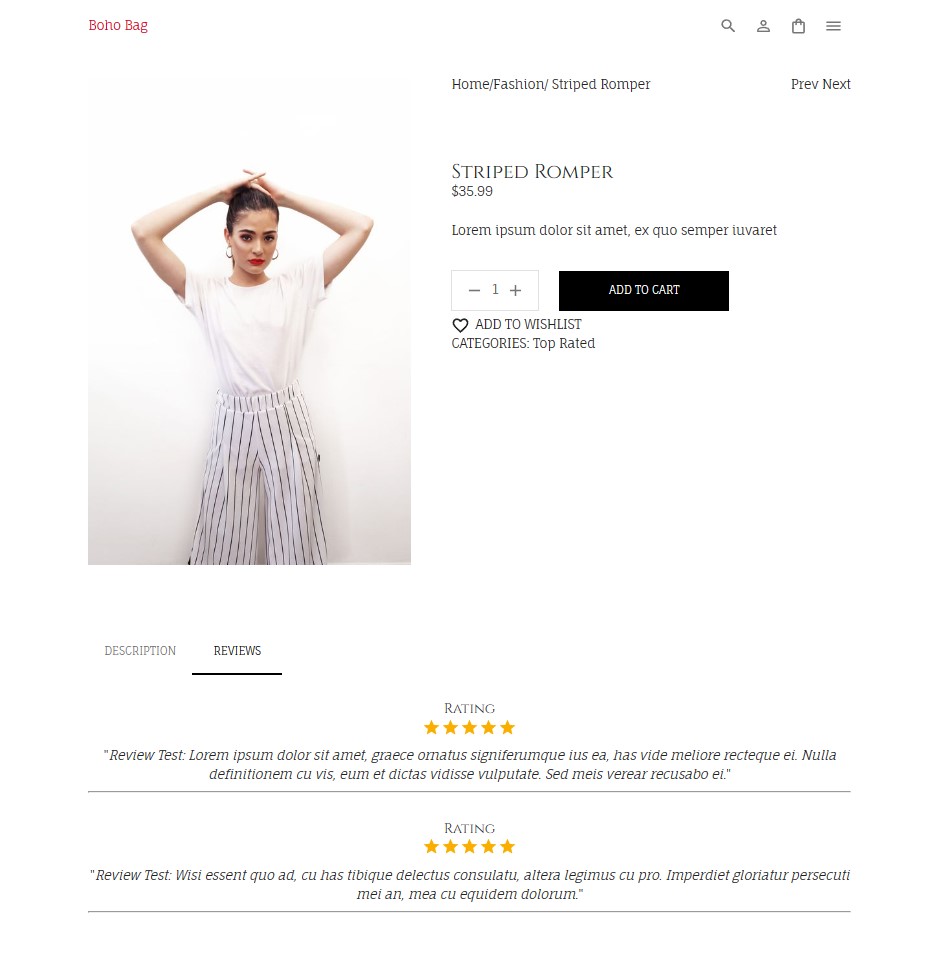 Boho Bag
Home/Fashion/ Striped Romper
Prev Next
Striped Romper
$35.99
Lorem ipsum dolor sit amet, ex quo semper iuvaret
1
ADD TO CART
ADD TO WISHLIST
CATEGORIES: Top Rated
DESCRIPTION
REVIEWS
Rating
"Review Test: Lorem ipsum dolor sit amet, graece ornatus signiferumque ius ea, has vide meliore recteque ei. Nulla
definitionem cu vis, eum et dictas vidisse vulputate. Sed meis verear recusabo ei."
Rating
"Review Test: Wisi essent quo ad, cu has tibique delectus consulatu, altera legimus cu pro. Imperdiet gloriatur persecuti
mei an, mea cu equidem dolorum."